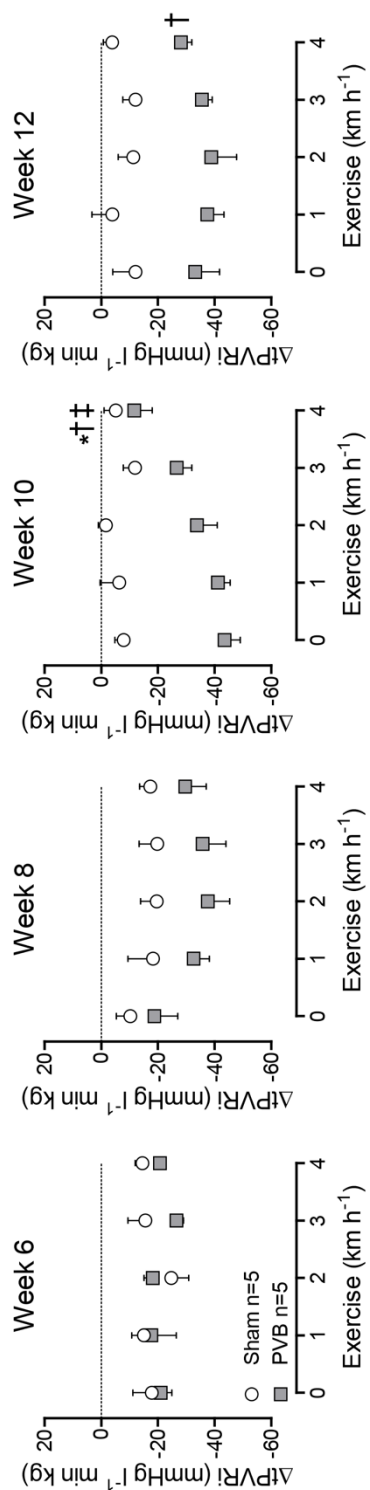 Week 6
20
0
-20
-40
-60
ΔtPVRi (mmHg l⁻¹ min kg)
Sham n=5
PVB n=5
0 1 2 3 4
Exercise (km h⁻¹)
Week 8
20
0
-20
-40
-60
ΔtPVRi (mmHg l⁻¹ min kg)
0 1 2 3 4
Exercise (km h⁻¹)
Week 10
*†‡
20
0
-20
-40
-60
ΔtPVRi (mmHg l⁻¹ min kg)
0 1 2 3 4
Exercise (km h⁻¹)
Week 12
†
20
0
-20
-40
-60
ΔtPVRi (mmHg l⁻¹ min kg)
0 1 2 3 4
Exercise (km h⁻¹)